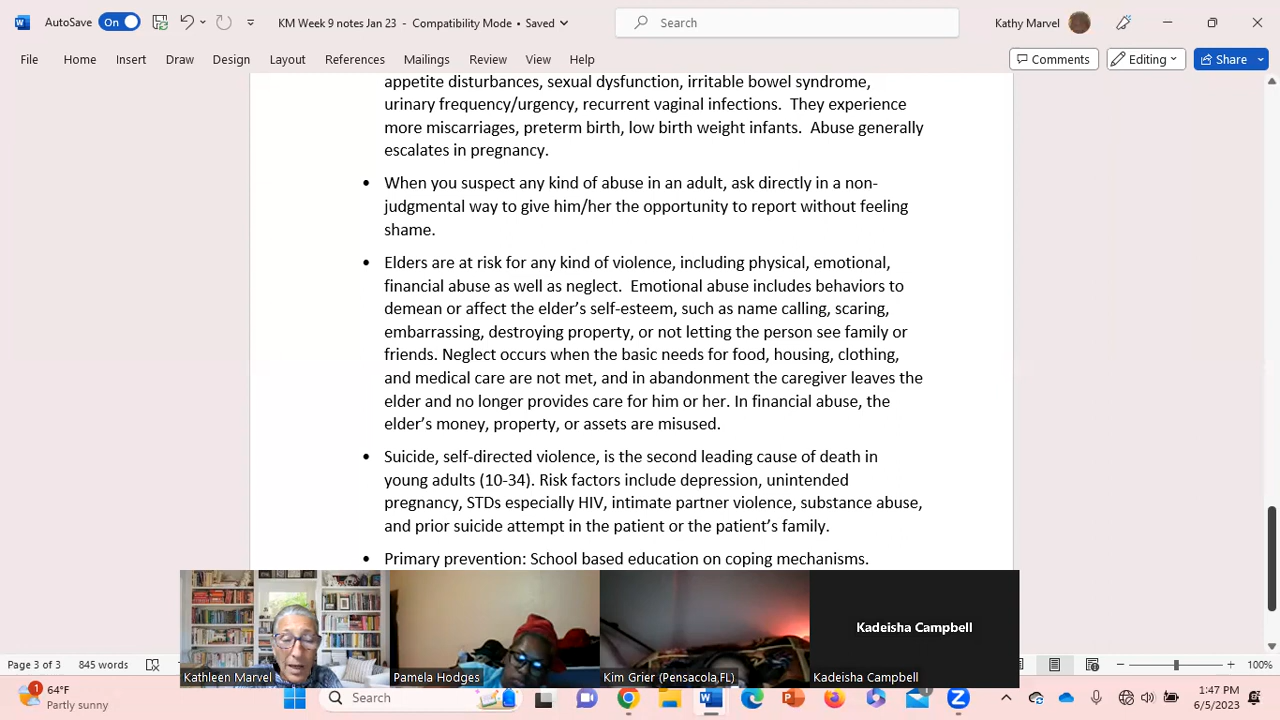 AutoSave On KM Week 9 notes Jan 23 - Compatibility Mode • Saved Search Kathy Marvel
File Home Insert Draw Design Layout References Mailings Review View Help Comments Editing Share
appetite disturbances, sexual dysfunction, irritable bowel syndrome,
urinary frequency/urgency, recurrent vaginal infections. They experience
more miscarriages, preterm birth, low birth weight infants. Abuse generally
escalates in pregnancy.
• When you suspect any kind of abuse in an adult, ask directly in a non-
judgmental way to give him/her the opportunity to report without feeling
shame.
• Elders are at risk for any kind of violence, including physical, emotional,
financial abuse as well as neglect. Emotional abuse includes behaviors to
demean or affect the elder’s self-esteem, such as name calling, scaring,
embarrassing, destroying property, or not letting the person see family or
friends. Neglect occurs when the basic needs for food, housing, clothing,
and medical care are not met, and in abandonment the caregiver leaves the
elder and no longer provides care for him or her. In financial abuse, the
elder’s money, property, or assets are misused.
• Suicide, self-directed violence, is the second leading cause of death in
young adults (10-34). Risk factors include depression, unintended
pregnancy, STDs especially HIV, intimate partner violence, substance abuse,
and prior suicide attempt in the patient or the patient’s family.
• Primary prevention: School based education on coping mechanisms.
Kadeisha Campbell
Kathleen Marvel Pamela Hodges Kim Grier (Pensacola,FL) Kadeisha Campbell
Page 3 of 3 845 words 100%
1 64°F
Partly sunny
Search
1
1:47 PM
6/5/2023